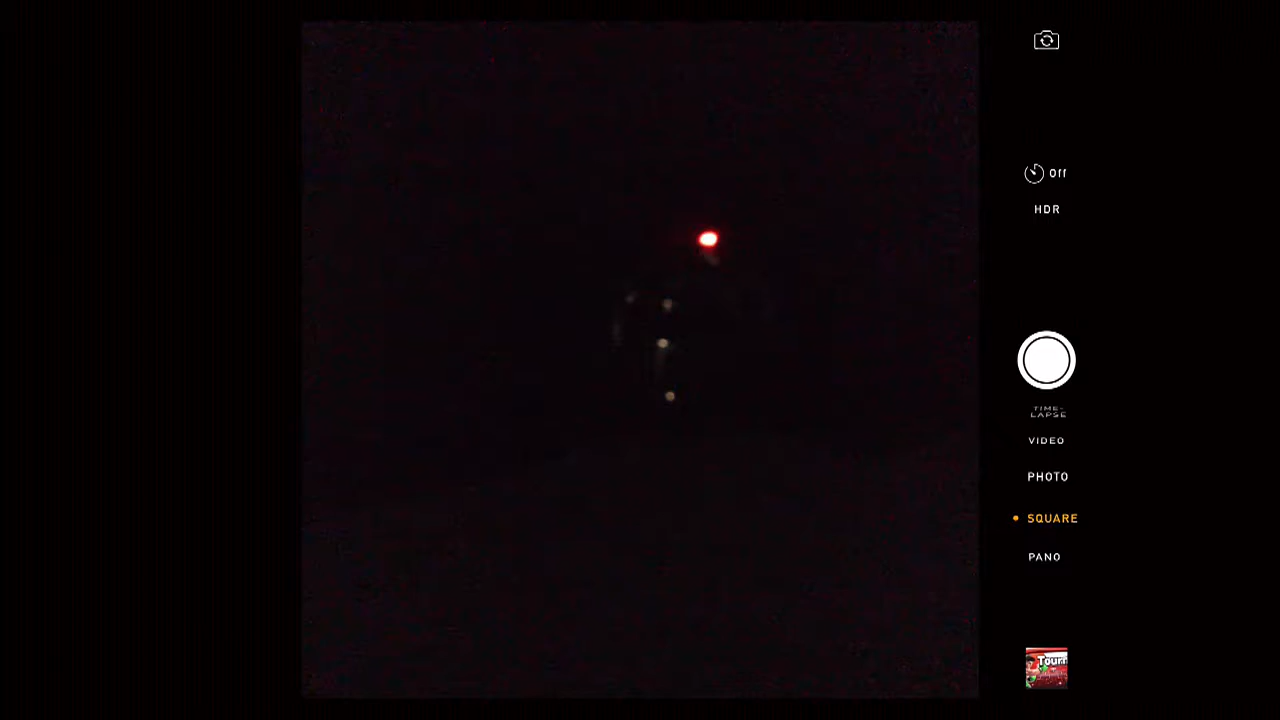 Off
HDR
TIME-
LAPSE
VIDEO
PHOTO
SQUARE
PANO